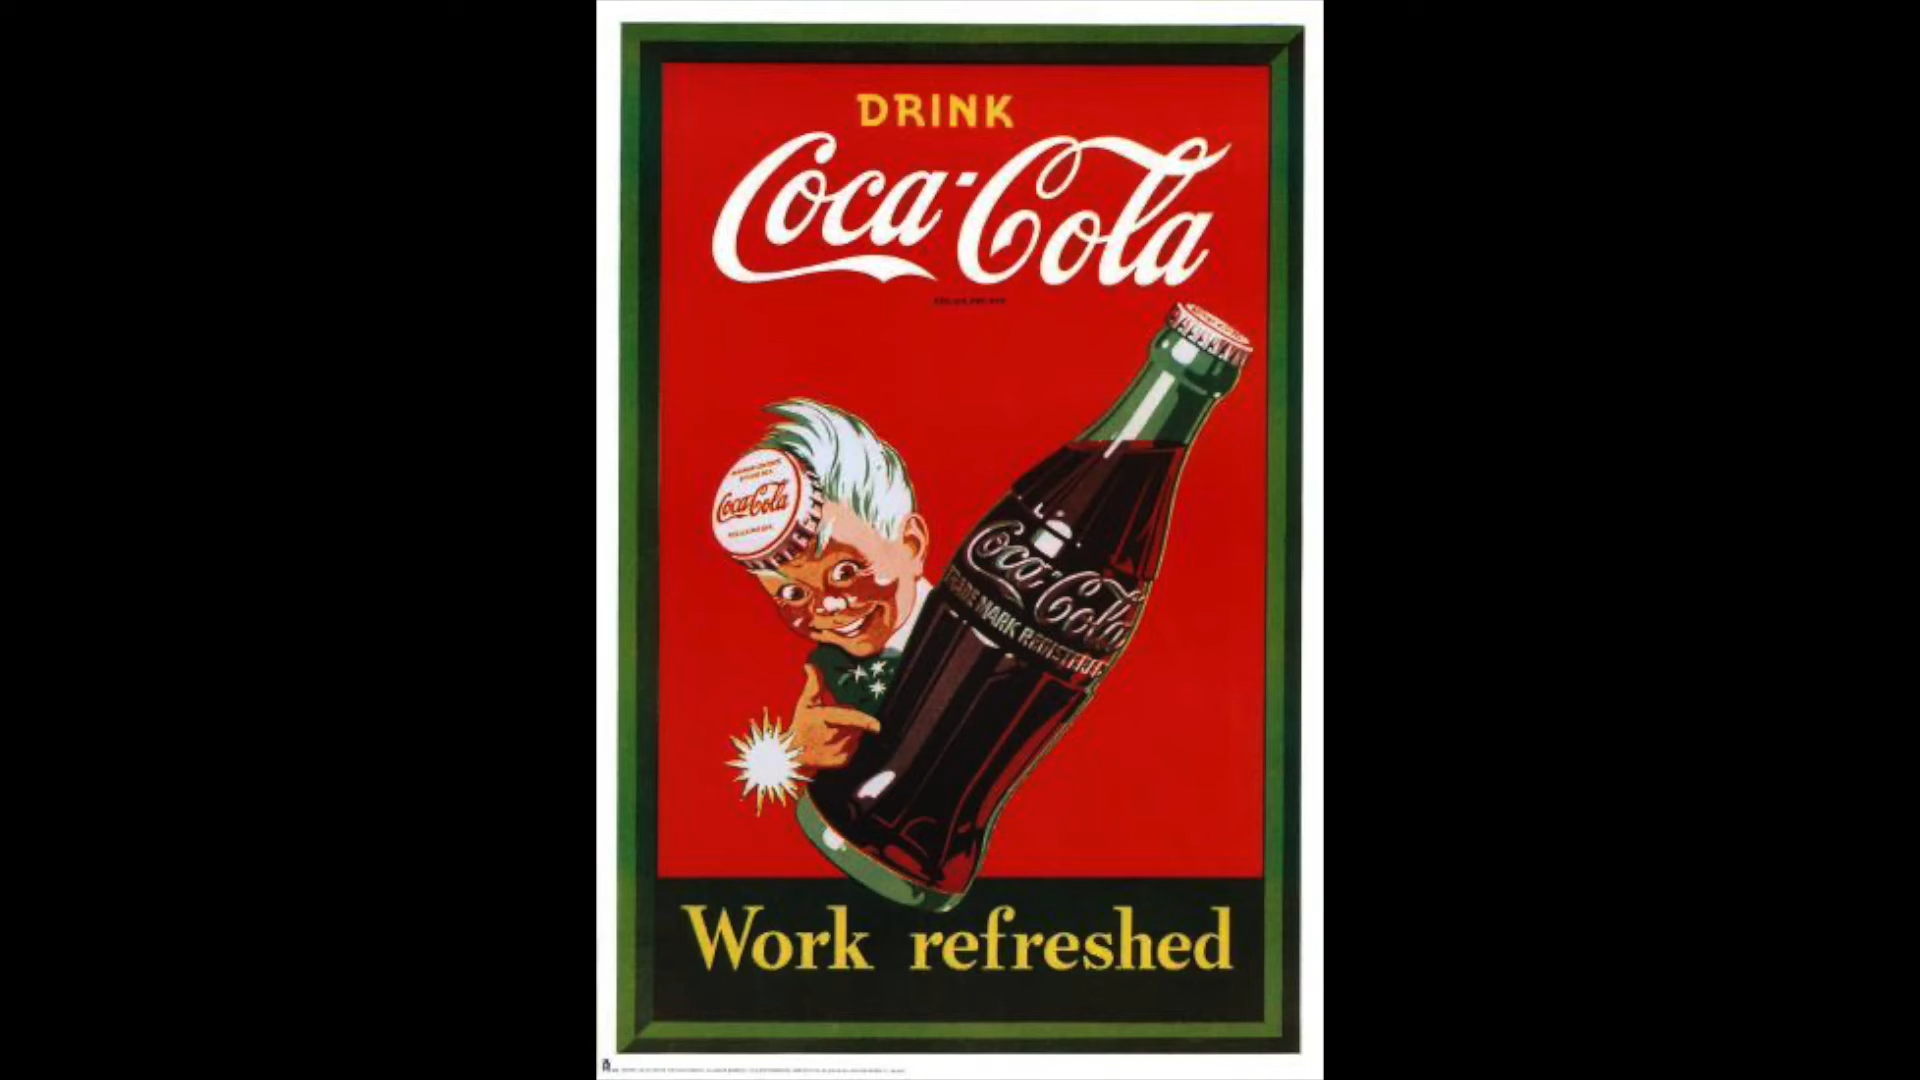 DRINK
Coca-Cola
Coca-Cola
Coca-Cola
TRADE MARK REGISTERED
Work refreshed